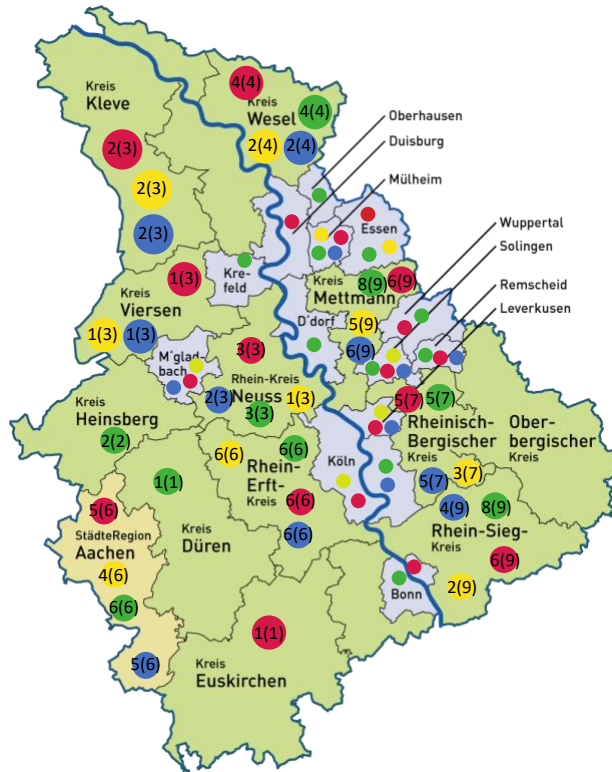 4(4)
Kreis
Kleve
Kreis
Wesel
4(4)
Oberhausen
Duisburg
2(3)
2(4)
2(4)
Mülheim
2(3)
Essen
Wuppertal
2(3)
Solingen
1(3)
Kre-
feld
Kreis
Mettmann
8(9)
6(9)
Remscheid
Leverkusen
Kreis
Viersen
1(3)
1(3)
D´dorf
5(9)
6(9)
M´glad-
bach
3(3)
Rhein-Kreis
Neuss
2(3)
3(3)
1(3)
5(7)
5(7)
Kreis
Heinsberg
2(2)
Rheinisch-
Bergischer
Kreis
Ober-
bergischer
Kreis
6(6)
6(6)
Rhein-
Erft-
Kreis
Köln
1(1)
5(7)
3(7)
5(6)
6(6)
4(9)
8(9)
StädteRegion
Aachen
Kreis
Düren
6(6)
Rhein-Sieg-
Kreis
4(6)
6(9)
6(6)
Bonn
2(9)
1(1)
5(6)
Kreis
Euskirchen